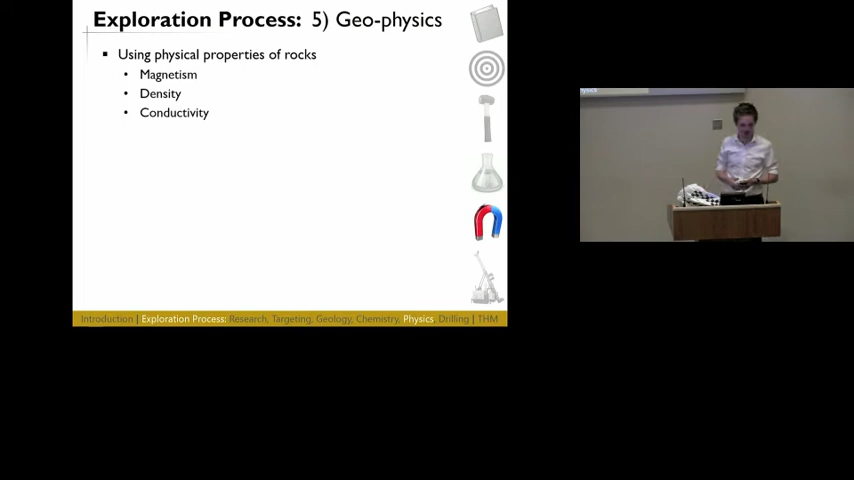 Exploration Process: 5) Geo-physics
Using physical properties of rocks
Magnetism
Density
Conductivity
Introduction | Exploration Process: Research, Targeting, Geology, Chemistry, Physics, Drilling | THM